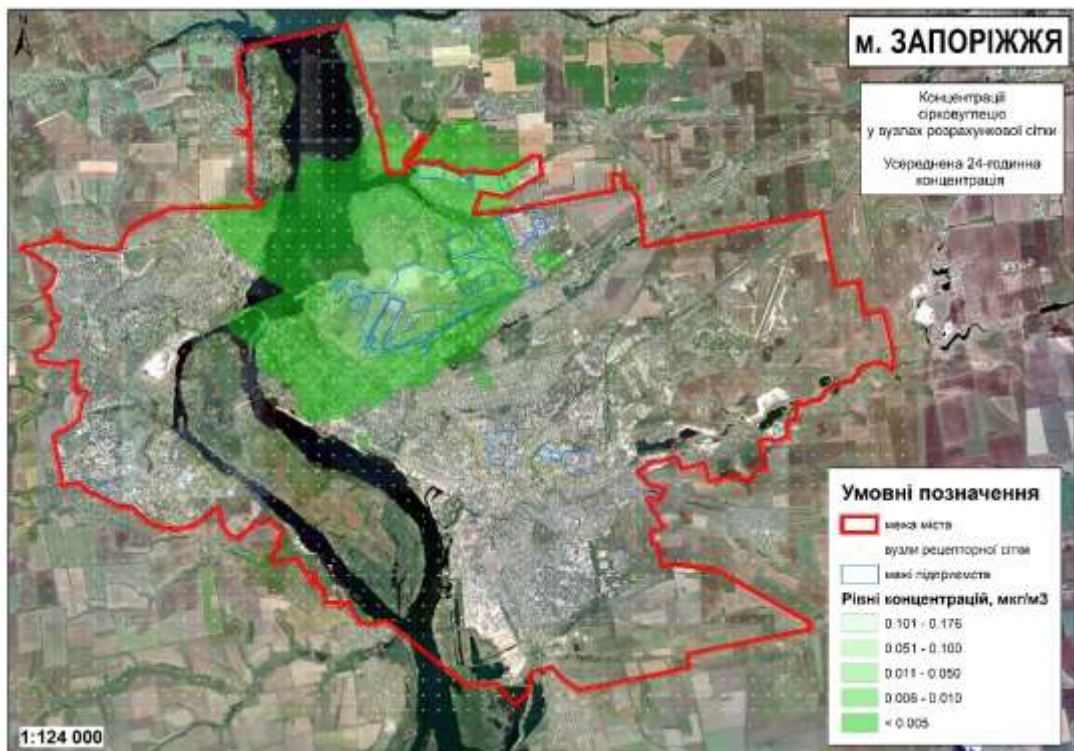 м. ЗАПОРІЖЖЯ
Концентрації
сірковуглецю
у вузлах розрахункової сітки
Усереднена 24-годинна
концентрація
Умовні позначення
межа міста
вузли рецепторної сітки
межі підприємств
Рівні концентрацій, мкг/м3
0.101 - 0.176
0.051 - 0.100
0.011 - 0.050
0.006 - 0.010
< 0.005
1:124 000